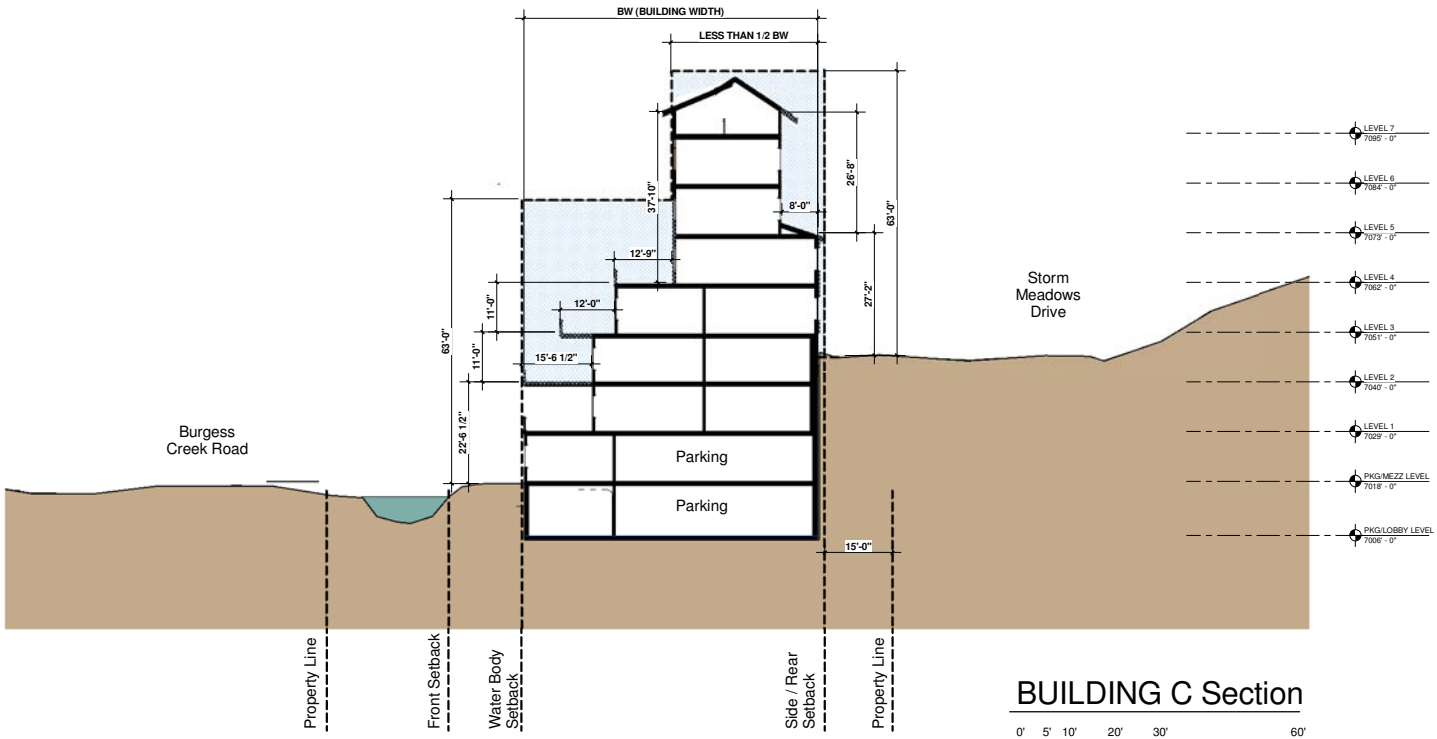 BW (BUILDING WIDTH)
LESS THAN 1/2 BW
37'-10"
26'-8"
8'-0"
63'-0"
12'-9"
27'-2"
12'-0"
11'-0"
63'-0"
11'-0"
15'-6 1/2"
22'-6 1/2"
Storm
Meadows
Drive
Burgess
Creek Road
Parking
Parking
15'-0"
LEVEL 7
7095' - 0"
LEVEL 6
7084' - 0"
LEVEL 5
7073' - 0"
LEVEL 4
7062' - 0"
LEVEL 3
7051' - 0"
LEVEL 2
7040' - 0"
LEVEL 1
7029' - 0"
PKG/MEZZ LEVEL
7018' - 0"
PKG/LOBBY LEVEL
7006' - 0"
Property Line
Front Setback
Water Body
Setback
Side / Rear
Setback
Property Line
BUILDING C Section
0' 5' 10' 20' 30' 60'